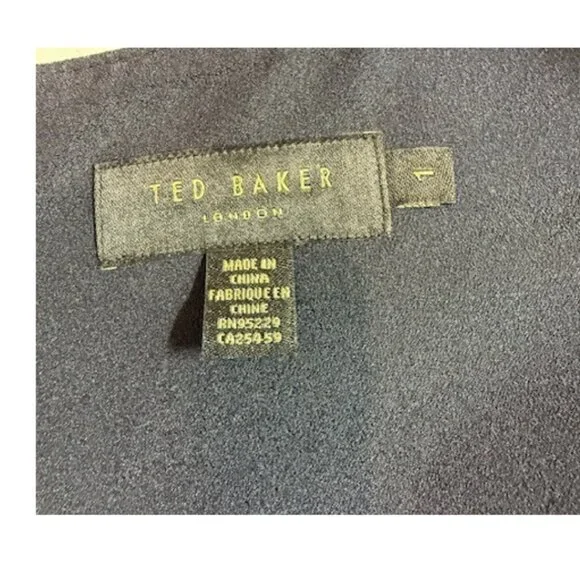 TED BAKER
LONDON
1
MADE IN
CHINA
FABRIQUE EN
CHINE
RN95229
CA25459